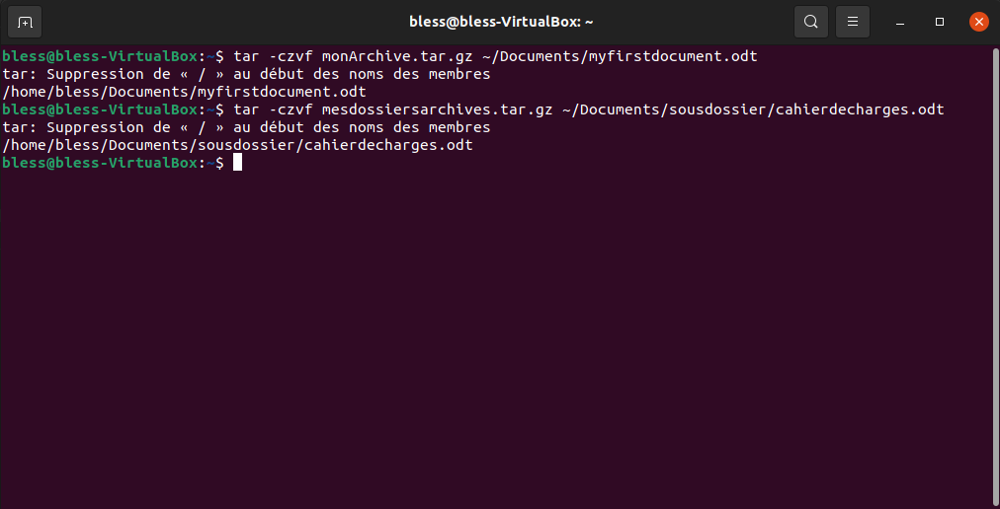 bless@bless-VirtualBox: ~
bless@bless-VirtualBox:~$ tar -czvf monArchive.tar.gz ~/Documents/myfirstdocument.odt
tar: Suppression de « / » au début des noms des membres
/home/bless/Documents/myfirstdocument.odt
bless@bless-VirtualBox:~$ tar -czvf mesdossiersarchives.tar.gz ~/Documents/sousdossier/cahierdecharges.odt
tar: Suppression de « / » au début des noms des membres
/home/bless/Documents/sousdossier/cahierdecharges.odt
bless@bless-VirtualBox:~$